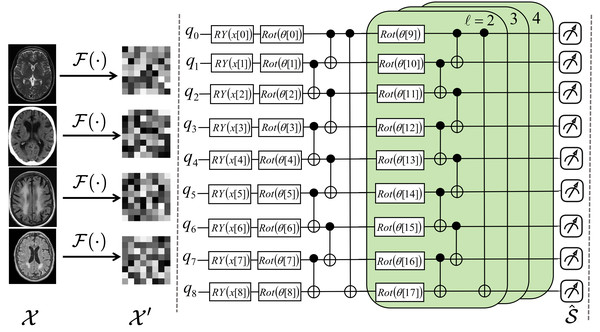 ℓ = 2 3 4
q₀ RY(x[0]) Rot(θ[0]) Rot(θ[9])
F(·) q₁ RY(x[1]) Rot(θ[1]) Rot(θ[10])
q₂ RY(x[2]) Rot(θ[2]) Rot(θ[11])
F(·) q₃ RY(x[3]) Rot(θ[3]) Rot(θ[12])
q₄ RY(x[4]) Rot(θ[4]) Rot(θ[13])
F(·) q₅ RY(x[5]) Rot(θ[5]) Rot(θ[14])
q₆ RY(x[6]) Rot(θ[6]) Rot(θ[15])
F(·) q₇ RY(x[7]) Rot(θ[7]) Rot(θ[16])
q₈ RY(x[8]) Rot(θ[8]) Rot(θ[17])
𝒳 𝒳′ 𝒮̂